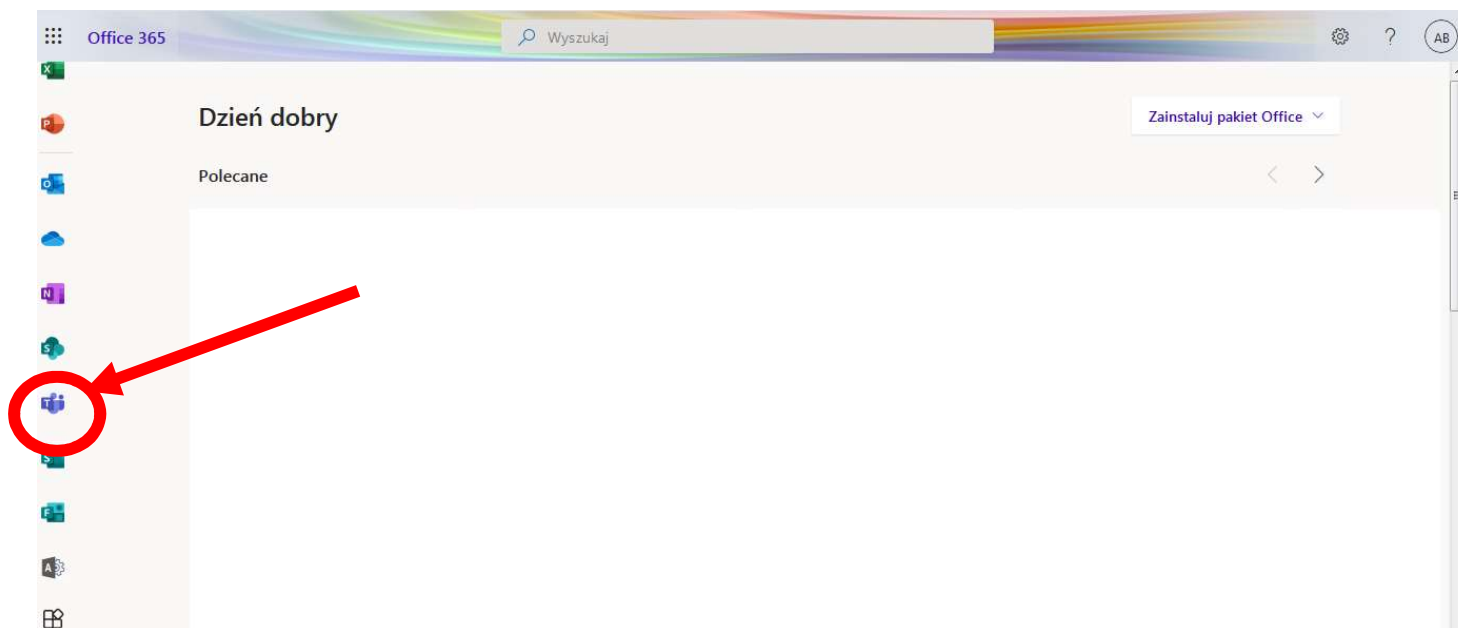 Office 365
Wyszukaj
?
AB
X
P
Dzień dobry
Zainstaluj pakiet Office
Polecane
O
N
S
T
S
F
A